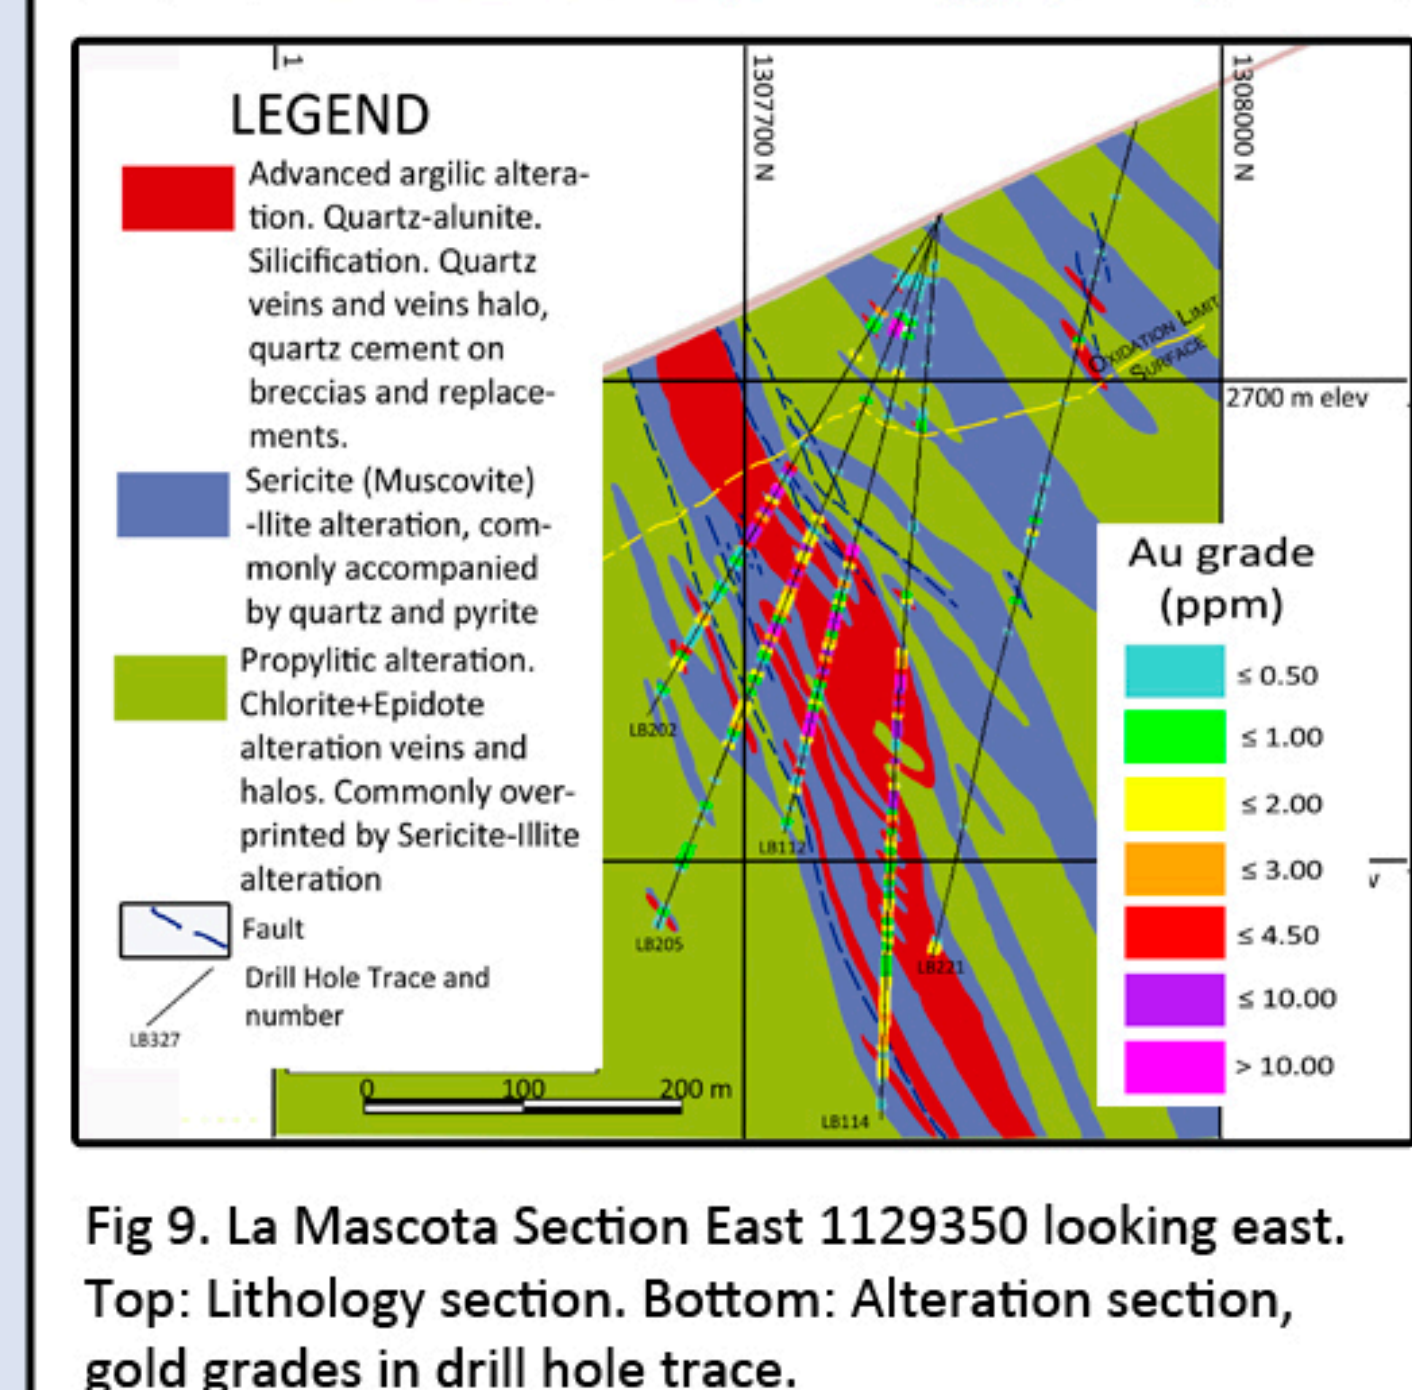 1
1307700 N
1308000 N
LEGEND
Advanced argilic altera-
tion. Quartz-alunite.
Silicification. Quartz
veins and veins halo,
quartz cement on
breccias and replace-
ments.
Sericite (Muscovite)
-Ilite alteration, com-
monly accompanied
by quartz and pyrite
Propylitic alteration.
Chlorite+Epidote
alteration veins and
halos. Commonly over-
printed by Sericite-Illite
alteration
Fault
Drill Hole Trace and
number
LB327
OXIDATION LIMIT
SURFACE
2700 m elev
LB202
LB112
LB205
LB221
LB114
0 100 200 m
Au grade
(ppm)
≤ 0.50
≤ 1.00
≤ 2.00
≤ 3.00
≤ 4.50
≤ 10.00
> 10.00
v
Fig 9. La Mascota Section East 1129350 looking east.
Top: Lithology section. Bottom: Alteration section,
gold grades in drill hole trace.